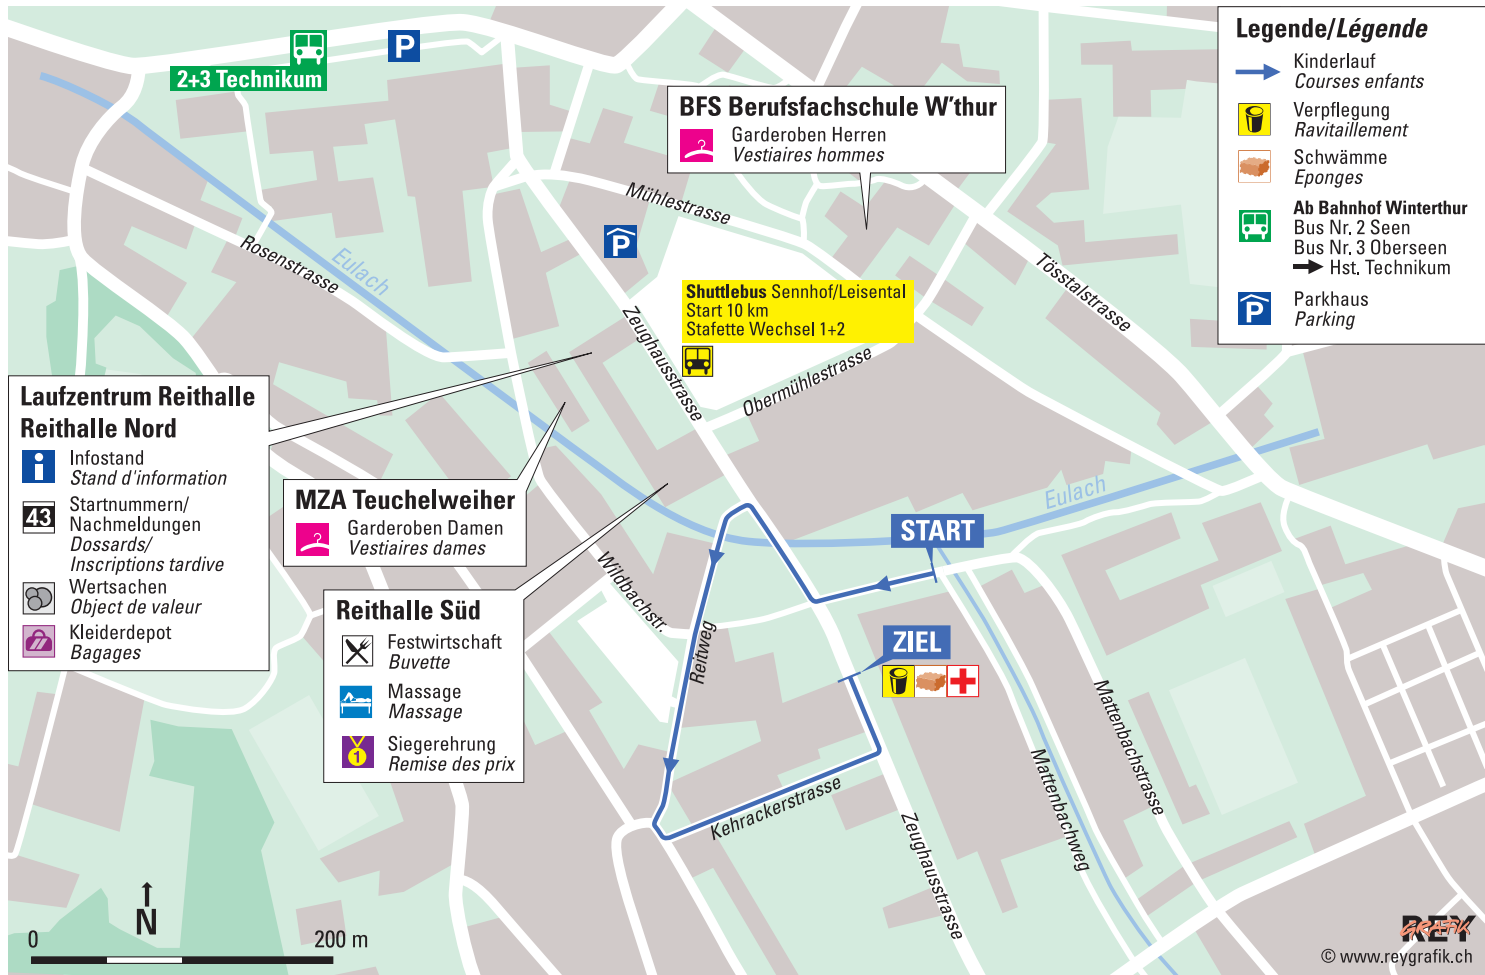 2+3 Technikum
P
BFS Berufsfachschule W'thur
Garderoben Herren
Vestiaires hommes
Legende/Légende
Kinderlauf
Courses enfants
Verpflegung
Ravitaillement
Schwämme
Eponges
Ab Bahnhof Winterthur
Bus Nr. 2 Seen
Bus Nr. 3 Oberseen
Hst. Technikum
P
Parkhaus
Parking
Mühlestrasse
Rosenstrasse
Eulach
P
Tösstalstrasse
Shuttlebus Sennhof/Leisental
Start 10 km
Stafette Wechsel 1+2
Zeughausstrasse
Obermühlestrasse
Laufzentrum Reithalle
Reithalle Nord
i
Infostand
Stand d'information
43
Startnummern/
Nachmeldungen
Dossards/
Inscriptions tardive
Wertsachen
Object de valeur
Kleiderdepot
Bagages
MZA Teuchelweiher
Garderoben Damen
Vestiaires dames
Eulach
START
Wildbachstr.
Reithalle Süd
Festwirtschaft
Buvette
Massage
Massage
1
Siegerehrung
Remise des prix
Reitweg
ZIEL
Mattenbachstrasse
Mattenbachweg
Kehrackerstrasse
Zeughausstrasse
N
0 200 m
REY
GRAFIK
© www.reygrafik.ch